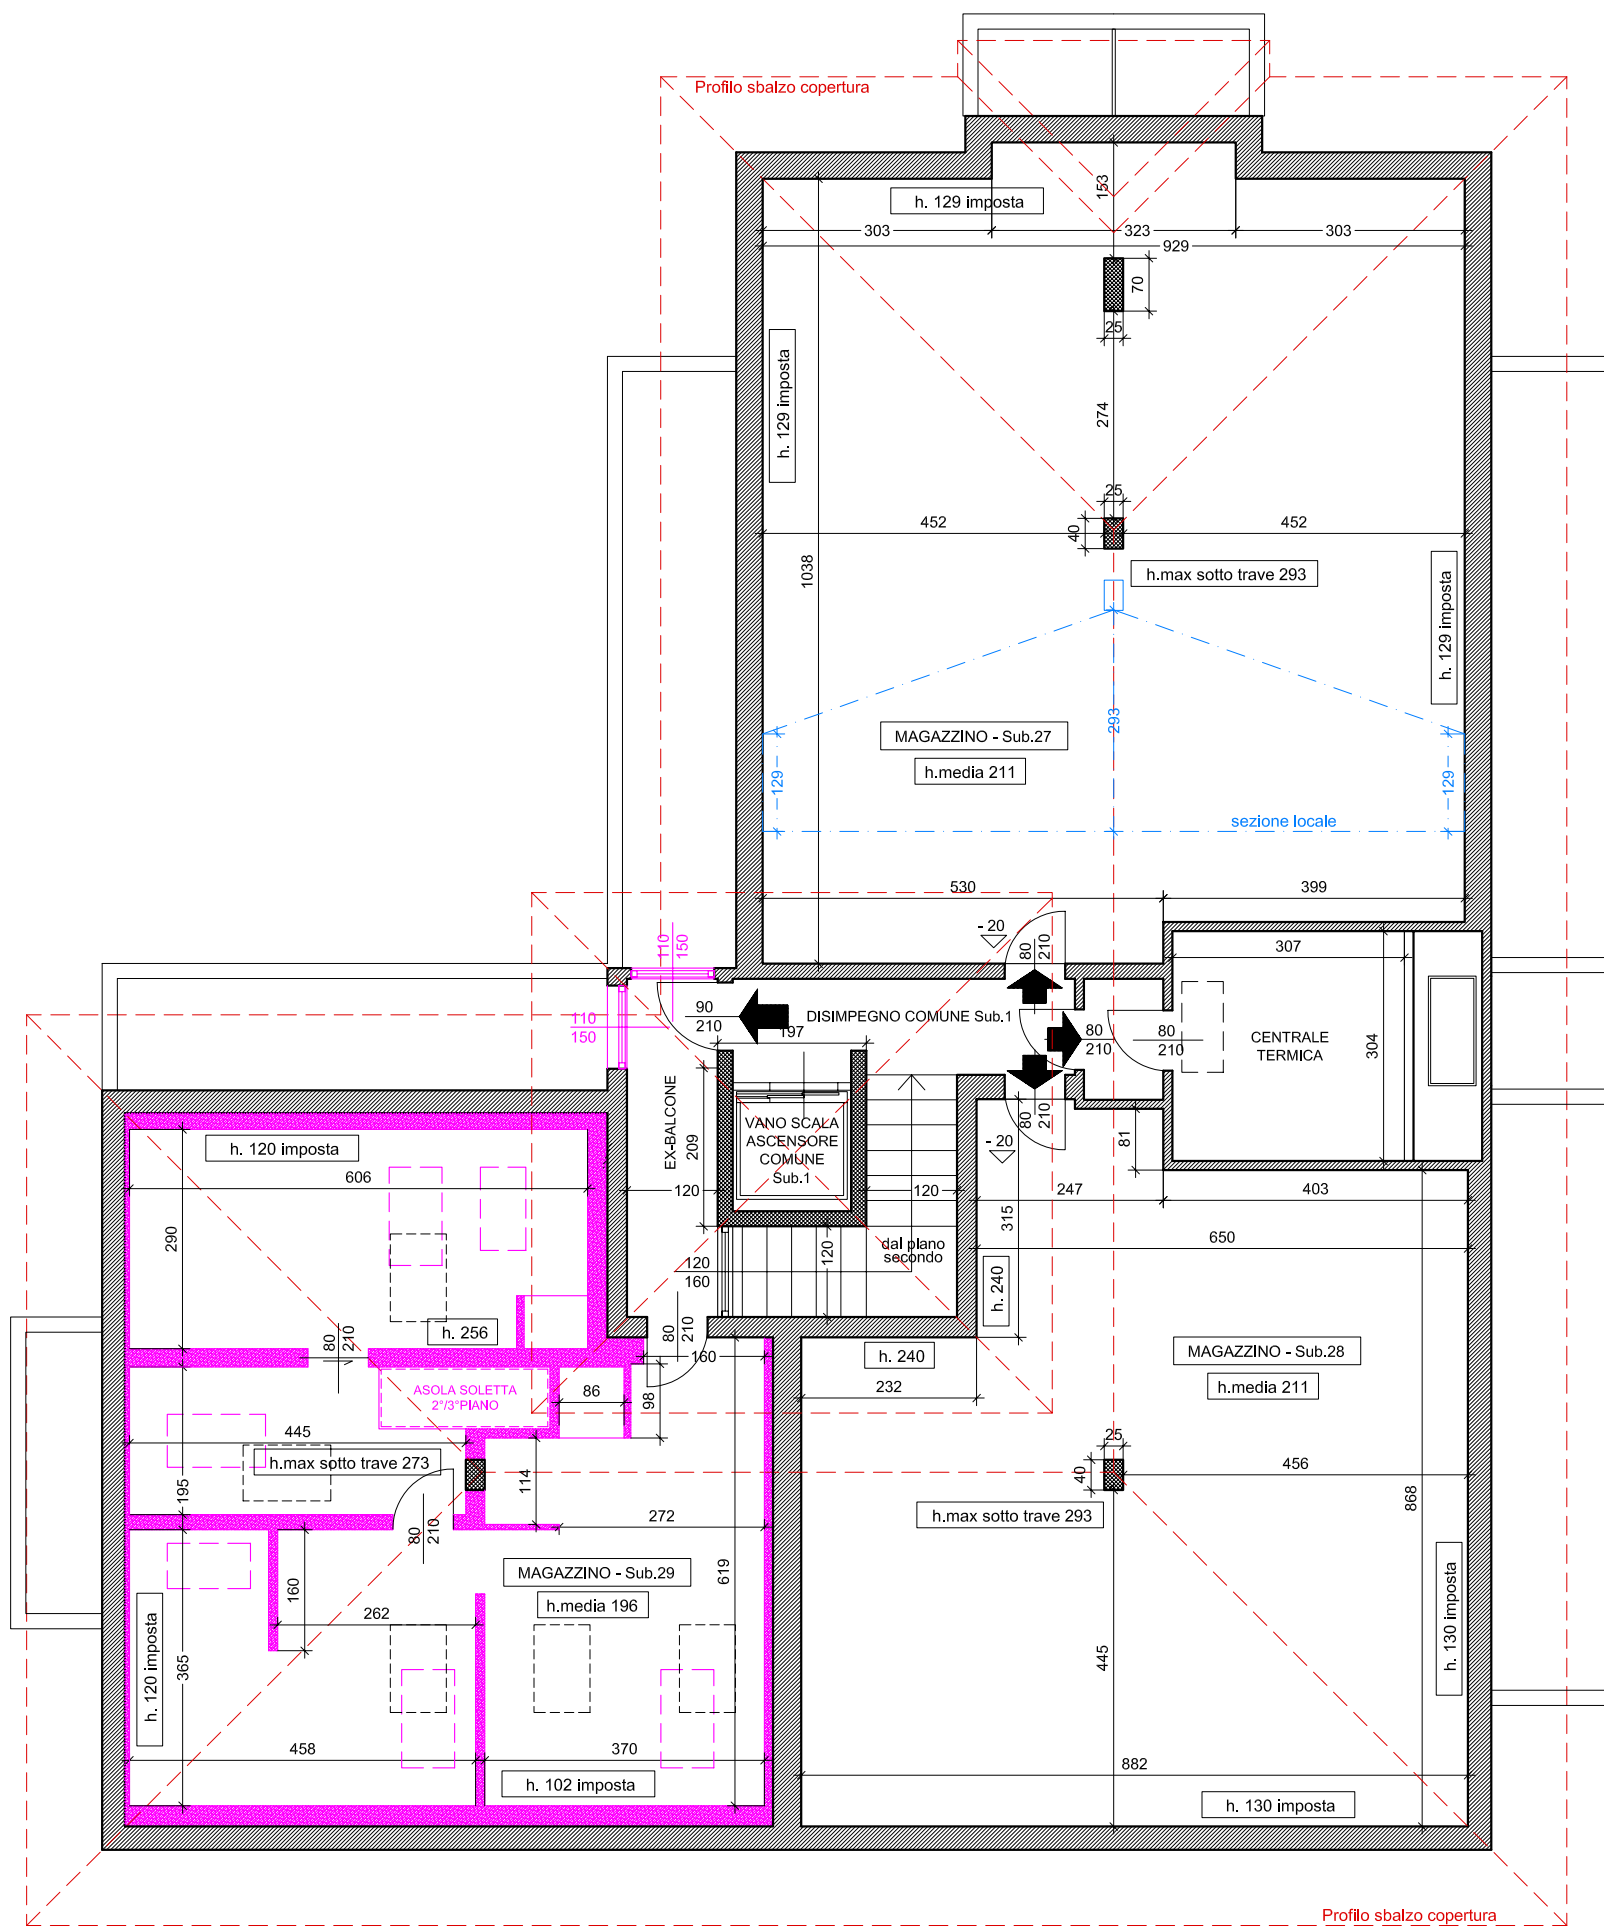 Profilo sbalzo copertura
153
h. 129 imposta
303
323
303
929
70
25
h. 129 imposta
274
25
452
40
452
1038
h.max sotto trave 293
h. 129 imposta
293
MAGAZZINO - Sub.27
h.media 211
129
129
sezione locale
530
399
- 20
80
210
110
150
307
110
150
90
210
DISIMPEGNO COMUNE Sub.1
197
80
210
80
210
CENTRALE
TERMICA
304
EX-BALCONE
209
VANO SCALA
ASCENSORE
COMUNE
Sub.1
80
210
- 20
81
h. 120 imposta
606
120
120
247
403
315
290
120
dal piano
secondo
650
120
160
h. 240
h. 256
80
210
80
210
160
h. 240
MAGAZZINO - Sub.28
h.media 211
ASOLA SOLETTA
2°/3°PIANO
86
98
232
445
h.max sotto trave 273
25
40
456
195
114
868
h.max sotto trave 293
272
80
210
619
MAGAZZINO - Sub.29
h.media 196
160
262
h. 120 imposta
365
445
h. 130 imposta
458
370
882
h. 102 imposta
h. 130 imposta
Profilo sbalzo copertura